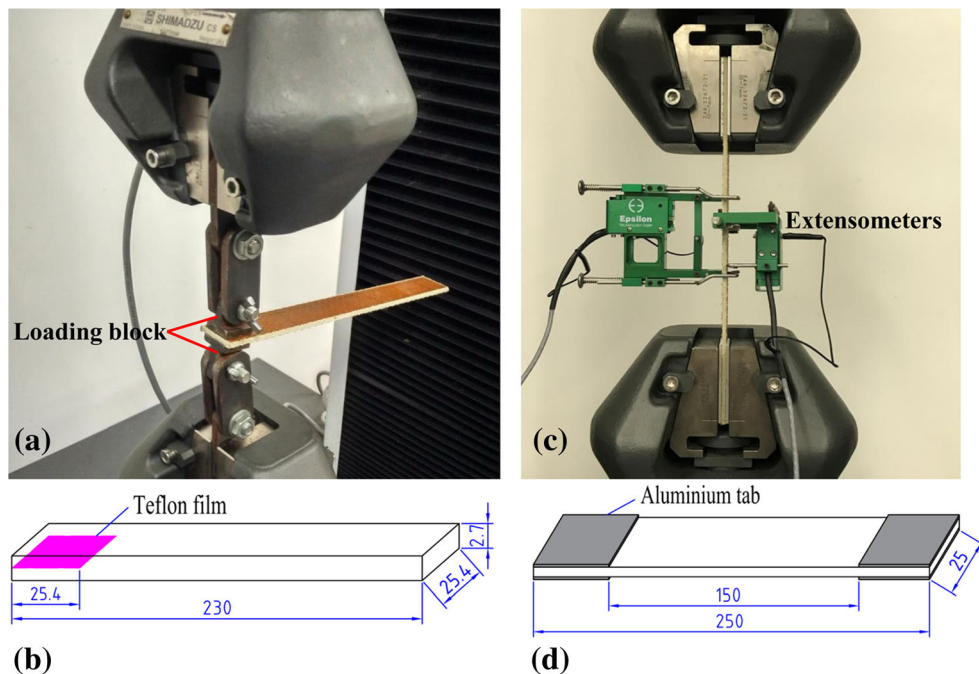 SHIMADZU CS
Loading block
(a)
Epsilon
Extensometers
(c)
Teflon film
2.7
25.4
25.4
230
(b)
Aluminium tab
25
150
250
(d)